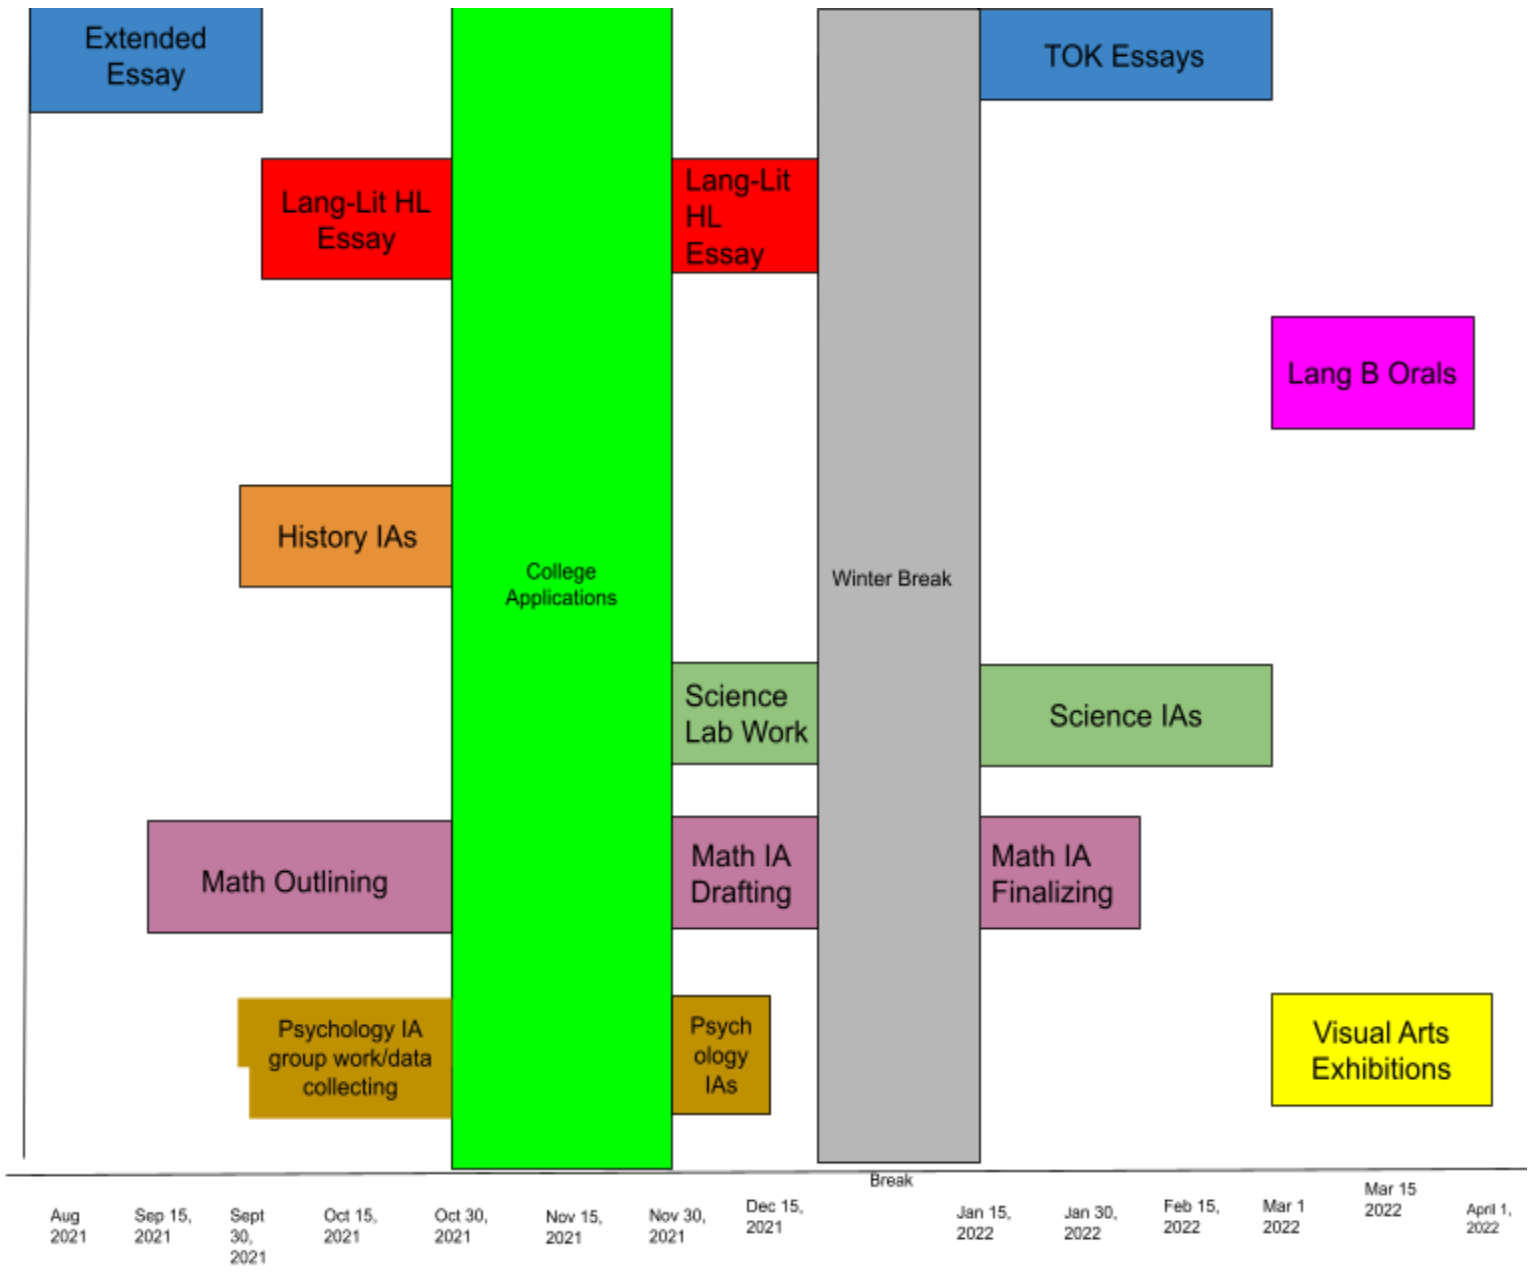 Extended
Essay
TOK Essays
Lang-Lit HL
Essay
Lang-Lit
HL
Essay
Lang B Orals
History IAs
College
Applications
Winter Break
Science
Lab Work
Science IAs
Math Outlining
Math IA
Drafting
Math IA
Finalizing
Psychology IA
group work/data
collecting
Psych
ology
IAs
Visual Arts
Exhibitions
Break
Aug
2021
Sep 15,
2021
Sept
30,
2021
Oct 15,
2021
Oct 30,
2021
Nov 15,
2021
Nov 30,
2021
Dec 15,
2021
Jan 15,
2022
Jan 30,
2022
Feb 15,
2022
Mar 1
2022
Mar 15
2022
April 1,
2022